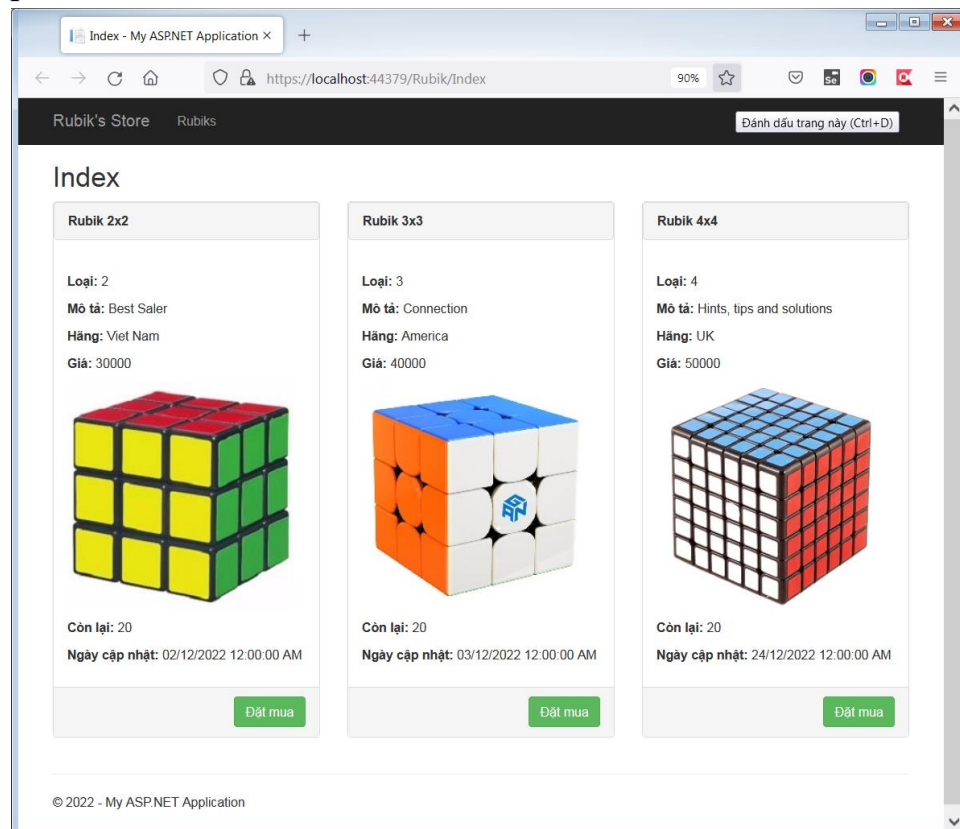 Index - My ASP.NET Application
https://localhost:44379/Rubik/Index
90%
Se
Rubik's Store Rubiks
Đánh dấu trang này (Ctrl+D)
Index
Rubik 2x2
Loại: 2
Mô tả: Best Saler
Hãng: Viet Nam
Giá: 30000
Còn lại: 20
Ngày cập nhật: 02/12/2022 12:00:00 AM
Đặt mua
Rubik 3x3
Loại: 3
Mô tả: Connection
Hãng: America
Giá: 40000
GAN
Còn lại: 20
Ngày cập nhật: 03/12/2022 12:00:00 AM
Đặt mua
Rubik 4x4
Loại: 4
Mô tả: Hints, tips and solutions
Hãng: UK
Giá: 50000
Còn lại: 20
Ngày cập nhật: 24/12/2022 12:00:00 AM
Đặt mua
© 2022 - My ASP.NET Application